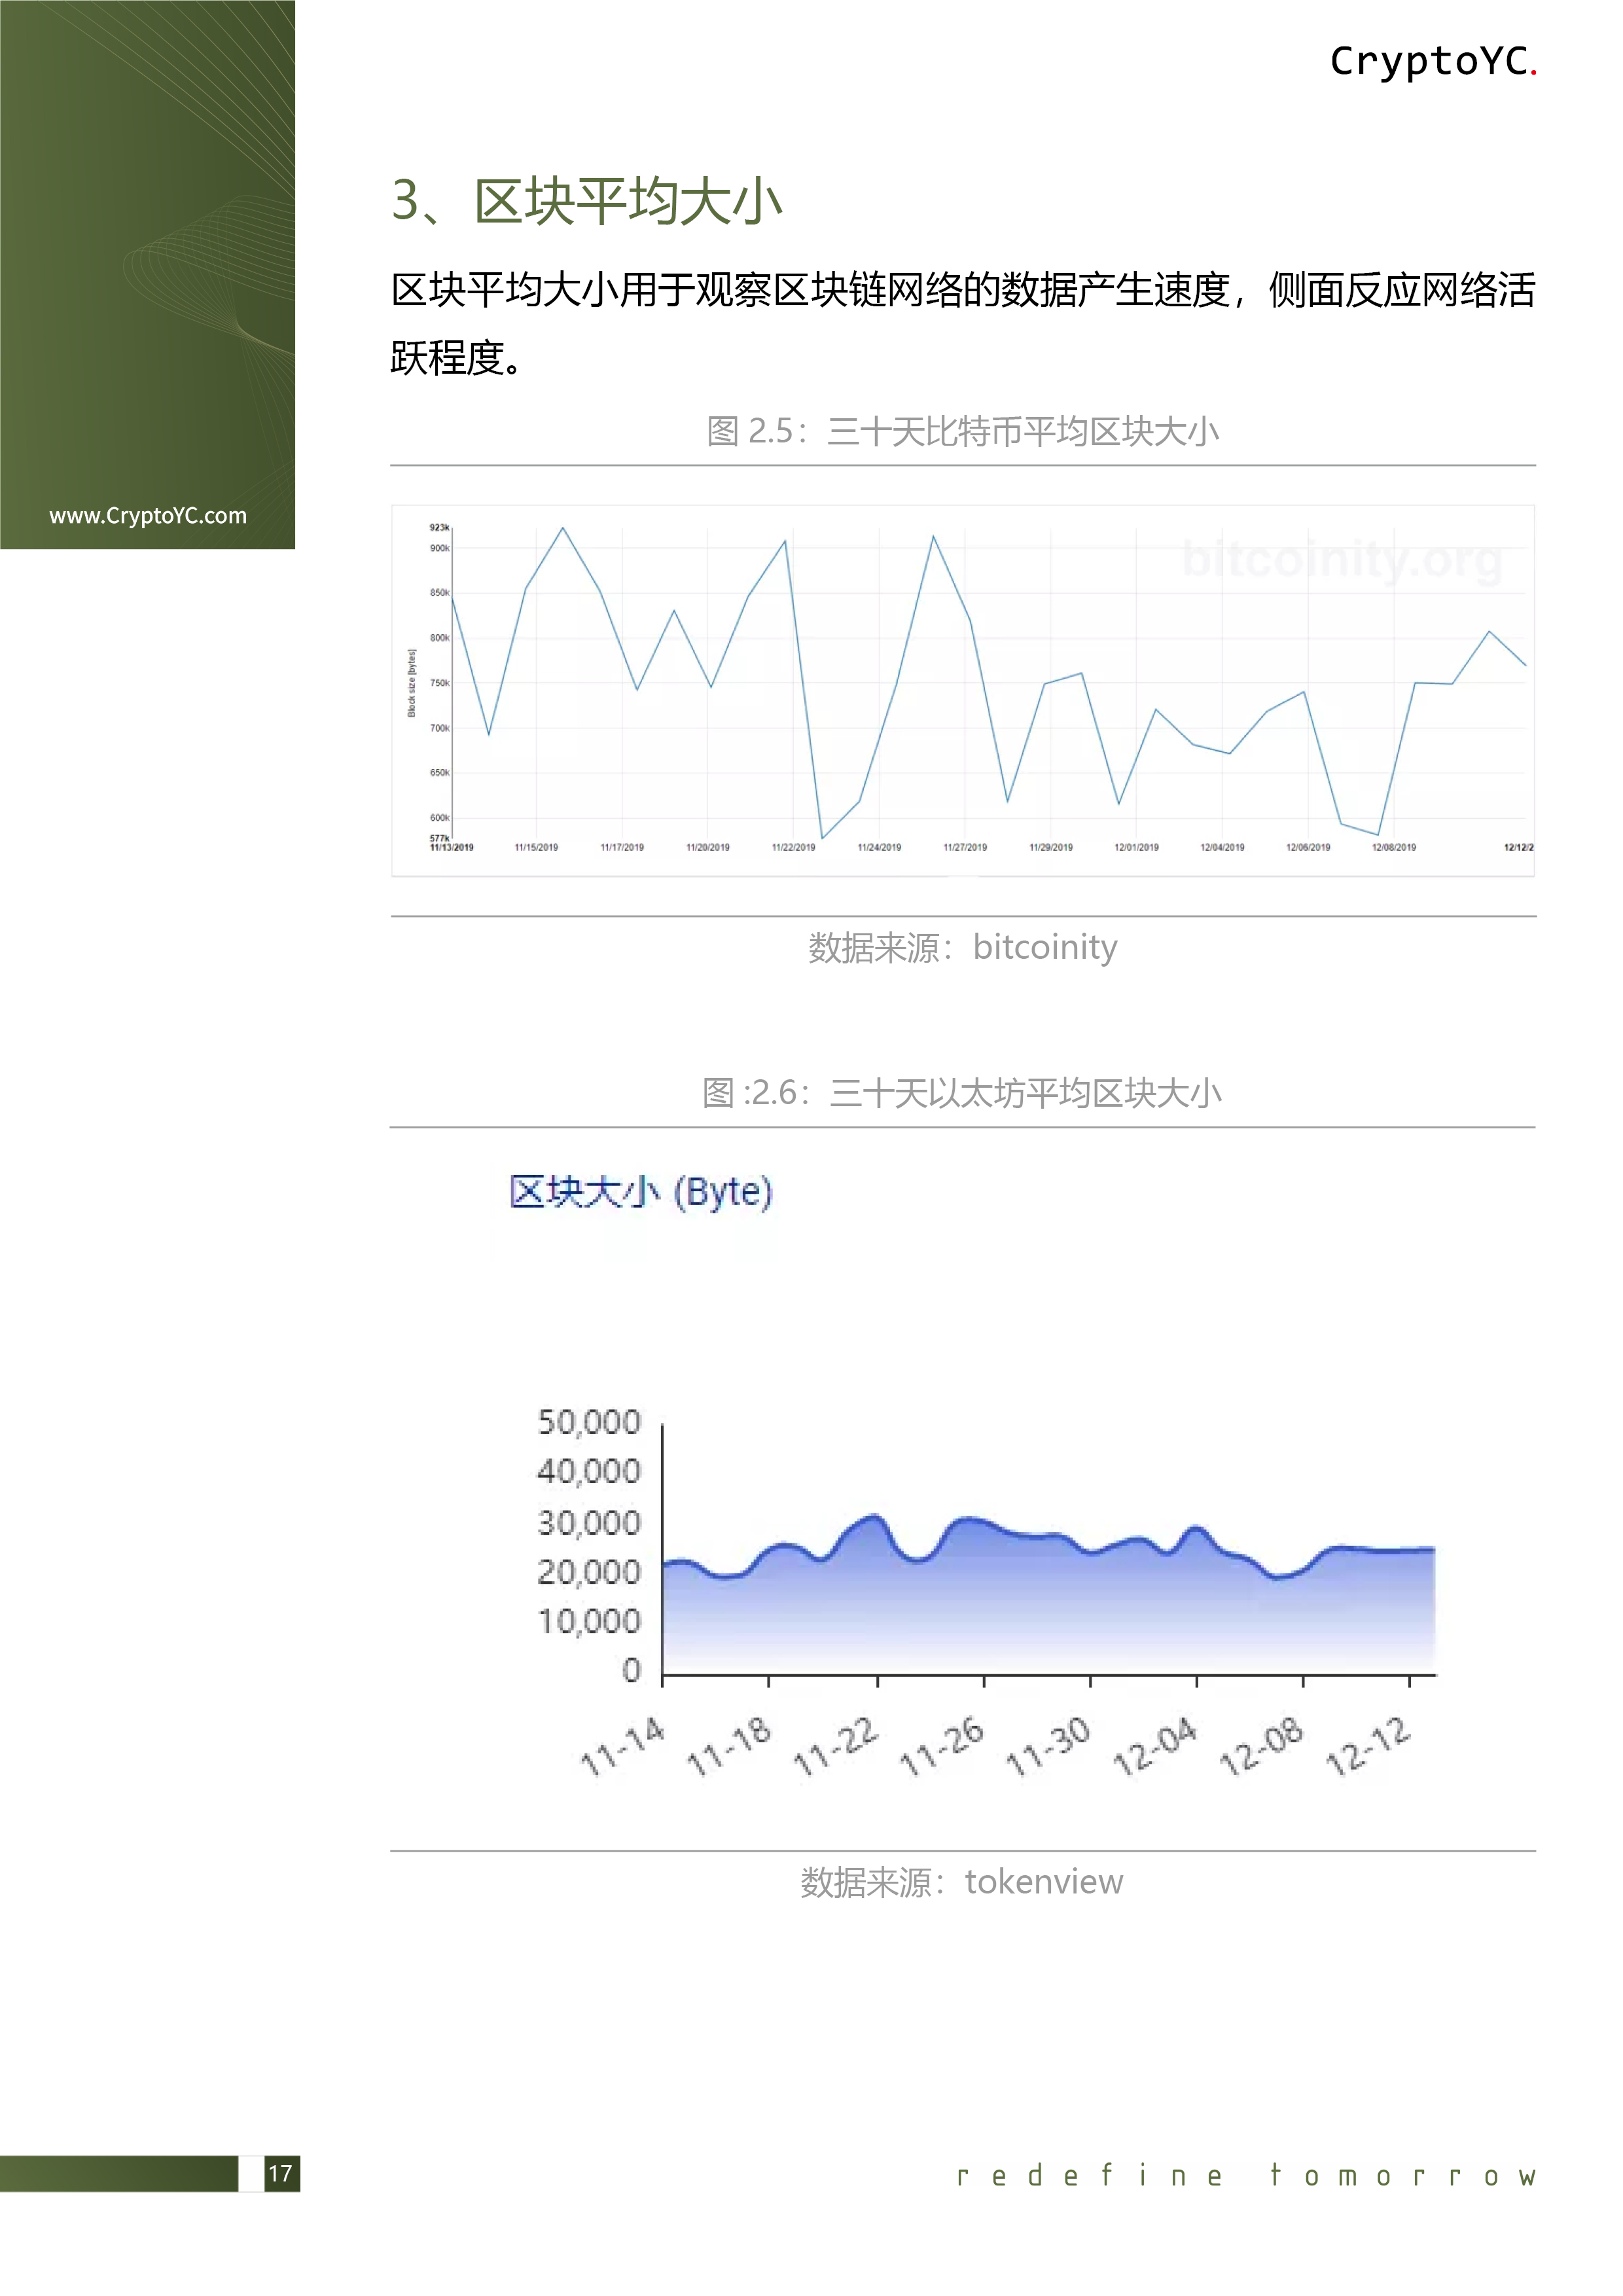 CryptoYC.
www.CryptoYC.com
3、区块平均大小
区块平均大小用于观察区块链网络的数据产生速度，侧面反应网络活
跃程度。
图 2.5：三十天比特币平均区块大小
bitcoinity.org
Block size [bytes]
923k
900k
850k
800k
750k
700k
650k
600k
577k
11/13/2019 11/15/2019 11/17/2019 11/20/2019 11/22/2019 11/24/2019 11/27/2019 11/29/2019 12/01/2019 12/04/2019 12/06/2019 12/08/2019 12/12/2
数据来源：bitcoinity
图 :2.6：三十天以太坊平均区块大小
区块大小 (Byte)
50,000
40,000
30,000
20,000
10,000
0
11-14 11-18 11-22 11-26 11-30 12-04 12-08 12-12
数据来源：tokenview
17
redefine tomorrow